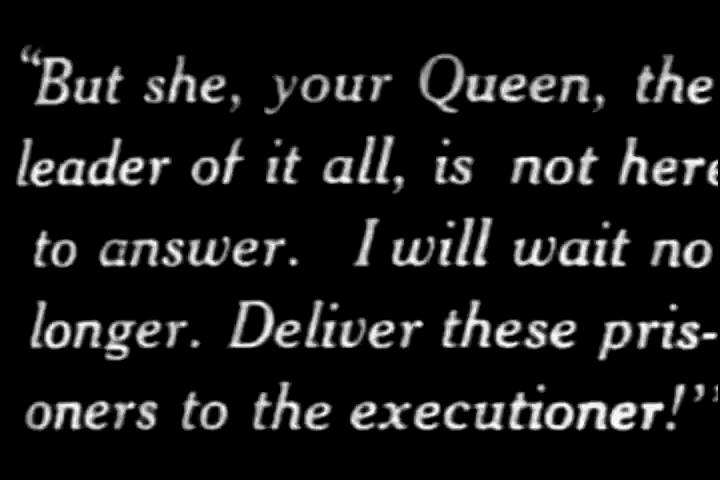 “But she, your Queen, the
leader of it all, is not here
to answer. I will wait no
longer. Deliver these pris-
oners to the executioner!”